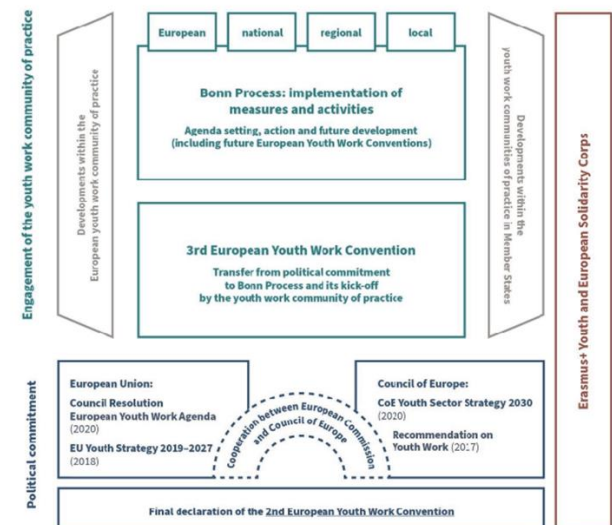 Engagement of the youth work community of practice
Developments within the
European youth work community of practice
European
national
regional
local
Bonn Process: implementation of
measures and activities
Agenda setting, action and future development
(including future European Youth Work Conventions)
3rd European Youth Work Convention
Transfer from political commitment
to Bonn Process and its kick-off
by the youth work community of practice
Developments within the
youth work communities of practice in Member States
Erasmus+ Youth and European Solidarity Corps
Political commitment
European Union:
Council Resolution
European Youth Work Agenda
(2020)
EU Youth Strategy 2019–2027
(2018)
Cooperation between European Commission
and Council of Europe
Council of Europe:
CoE Youth Sector Strategy 2030
(2020)
Recommendation on
Youth Work (2017)
Final declaration of the 2nd European Youth Work Convention